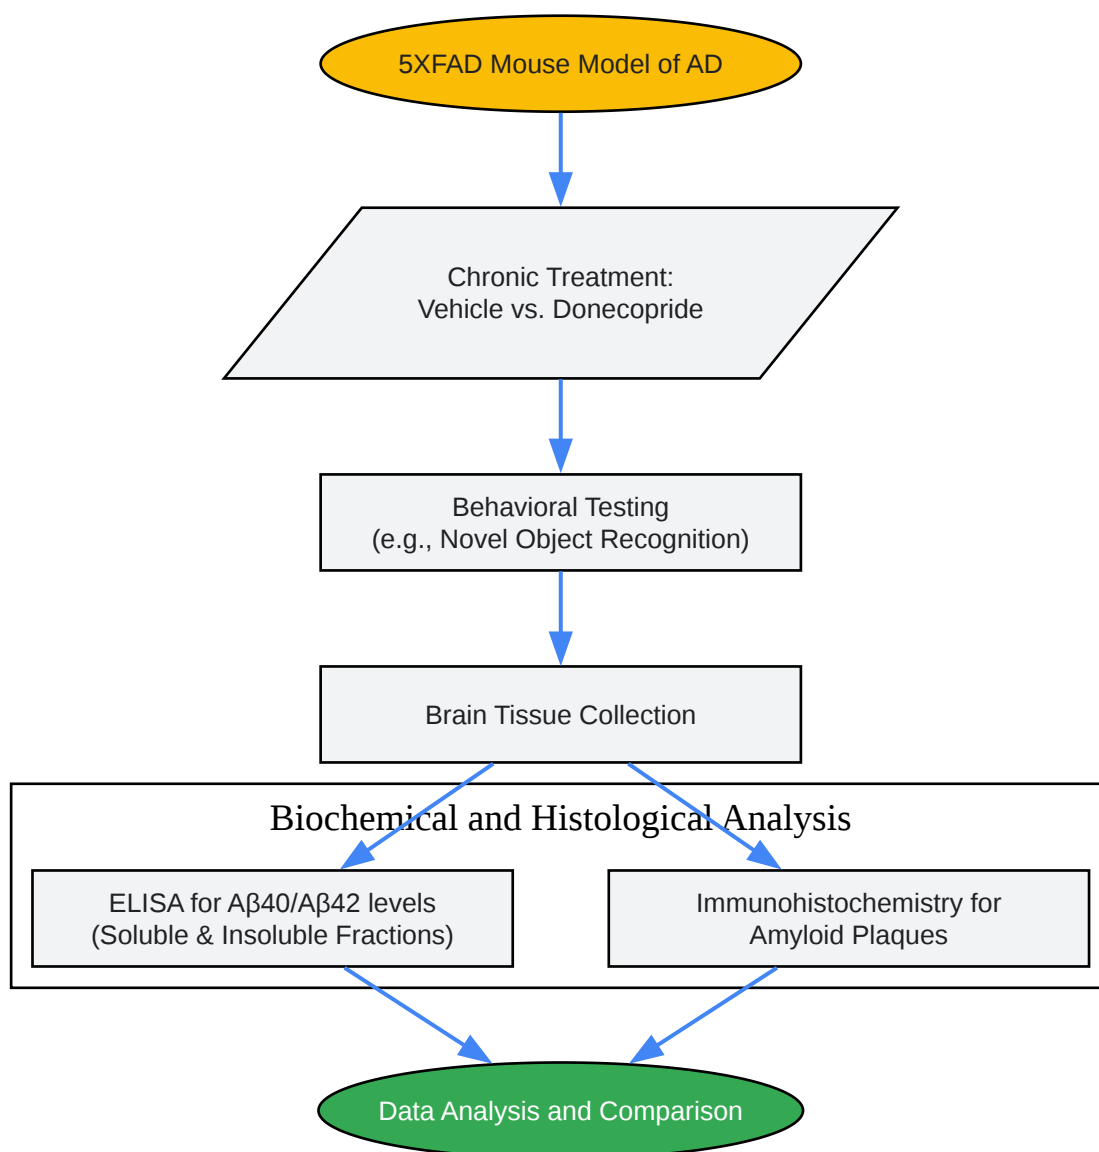 5XFAD Mouse Model of AD
Chronic Treatment:
Vehicle vs. Donecopride
Behavioral Testing
(e.g., Novel Object Recognition)
Brain Tissue Collection
Biochemical and Histological Analysis
ELISA for Aβ40/Aβ42 levels
(Soluble & Insoluble Fractions)
Immunohistochemistry for
Amyloid Plaques
Data Analysis and Comparison